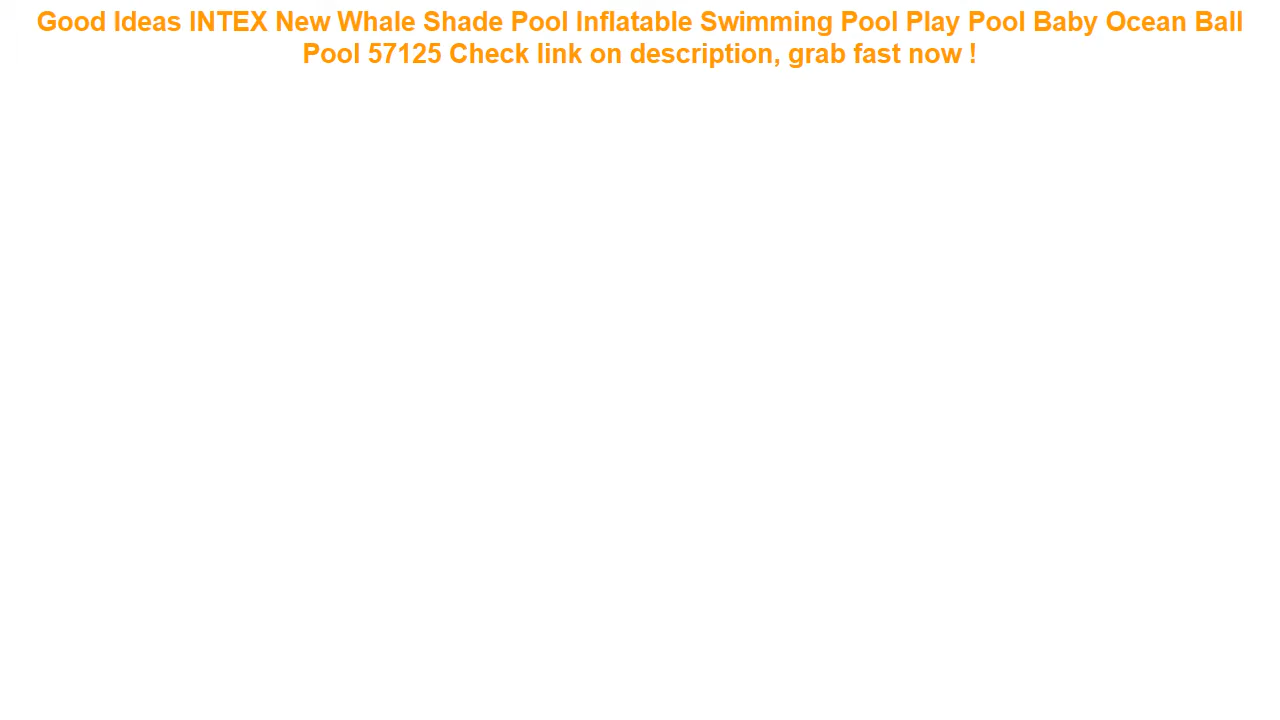 Good Ideas INTEX New Whale Shade Pool Inflatable Swimming Pool Play Pool Baby Ocean Ball
Pool 57125 Check link on description, grab fast now !